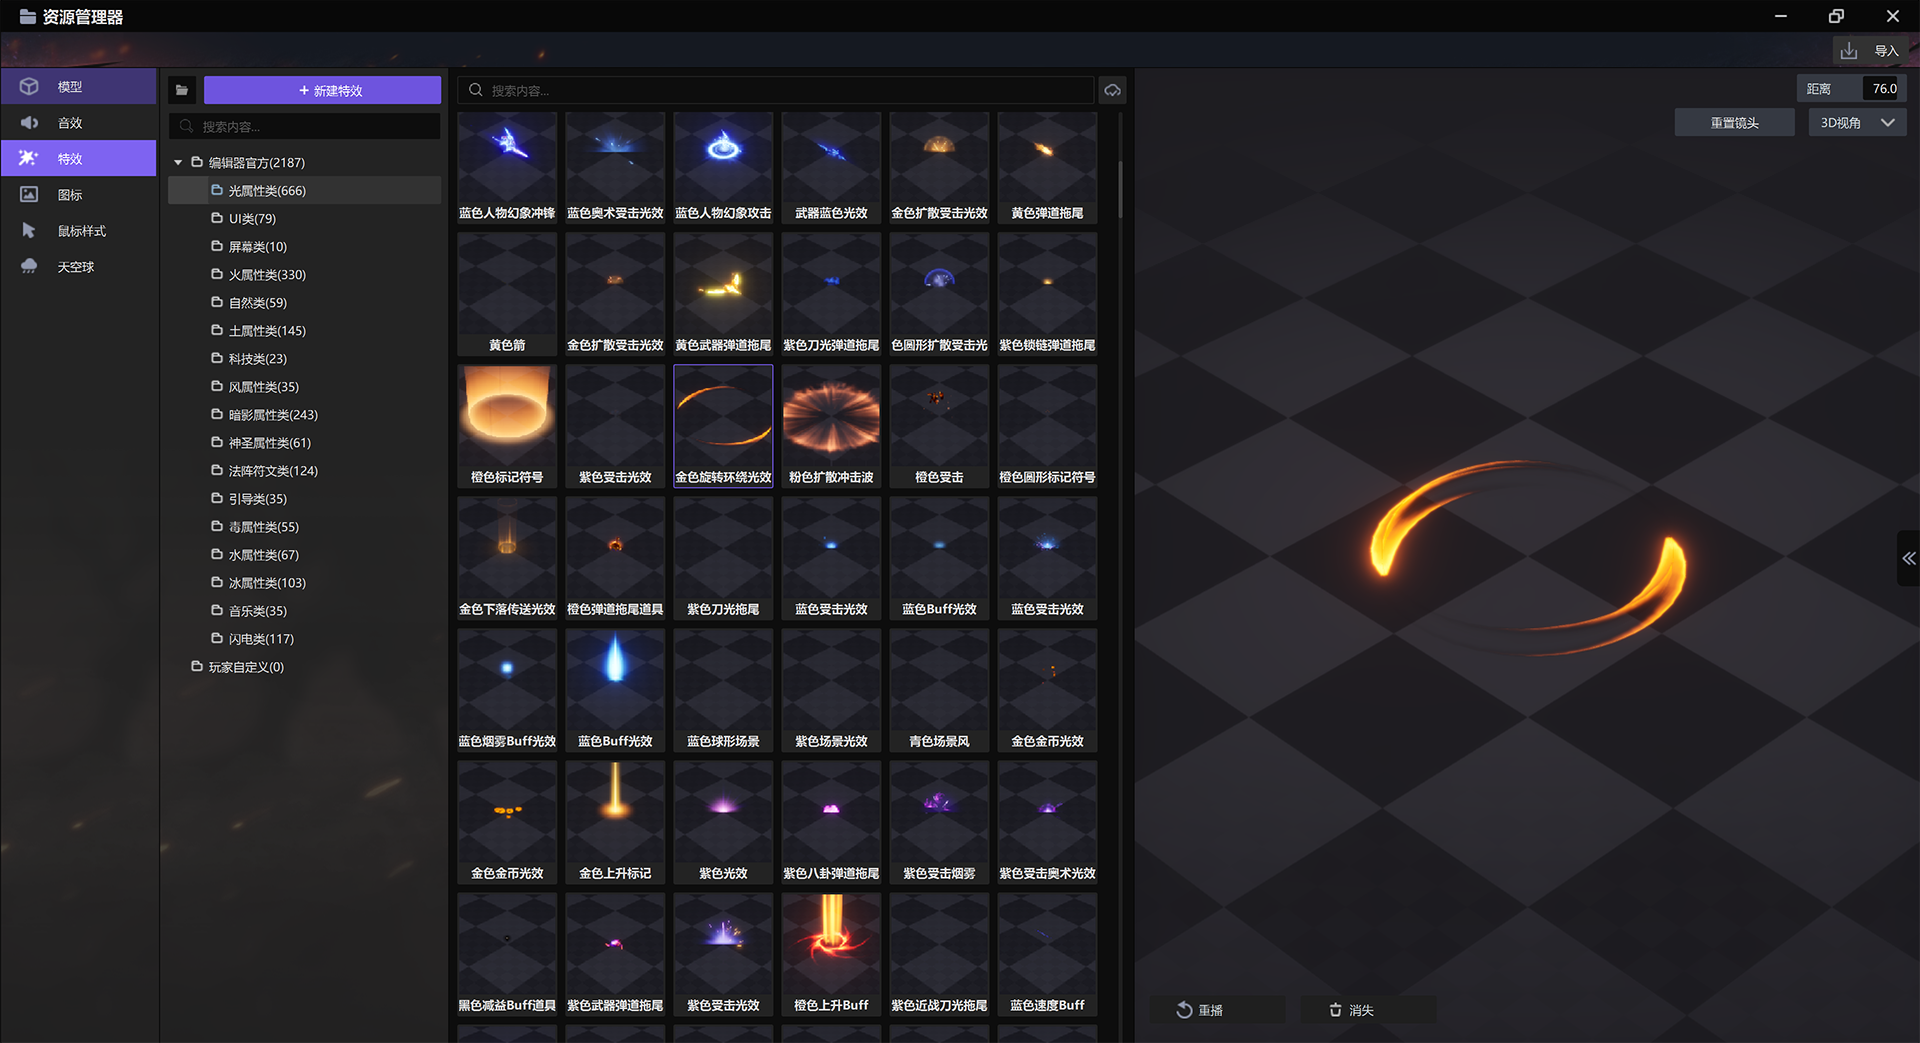 资源管理器
导入
模型
音效
特效
图标
鼠标样式
天空球
+ 新建特效
搜索内容...
编辑器官方(2187)
光属性类(666)
UI类(79)
屏幕类(10)
火属性类(330)
自然类(59)
土属性类(145)
科技类(23)
风属性类(35)
暗影属性类(243)
神圣属性类(61)
法阵符文类(124)
引导类(35)
毒属性类(55)
水属性类(67)
冰属性类(103)
音乐类(35)
闪电类(117)
玩家自定义(0)
搜索内容...
蓝色人物幻象冲锋
蓝色奥术受击光效
蓝色人物幻象攻击
武器蓝色光效
金色扩散受击光效
黄色弹道拖尾
黄色箭
金色扩散受击光效
黄色武器弹道拖尾
紫色刀光弹道拖尾
色圆形扩散受击光
紫色锁链弹道拖尾
橙色标记符号
紫色受击光效
金色旋转环绕光效
粉色扩散冲击波
橙色受击
橙色圆形标记符号
金色下落传送光效
橙色弹道拖尾道具
紫色刀光拖尾
蓝色受击光效
蓝色Buff光效
蓝色受击光效
蓝色烟雾Buff光效
蓝色Buff光效
蓝色球形场景
紫色场景光效
青色场景风
金色金币光效
金色金币光效
金色上升标记
紫色光效
紫色八卦弹道拖尾
紫色受击烟雾
紫色受击奥术光效
黑色减益Buff道具
紫色武器弹道拖尾
紫色受击光效
橙色上升Buff
紫色近战刀光拖尾
蓝色速度Buff
距离 76.0
重置镜头
3D视角
重播
消失